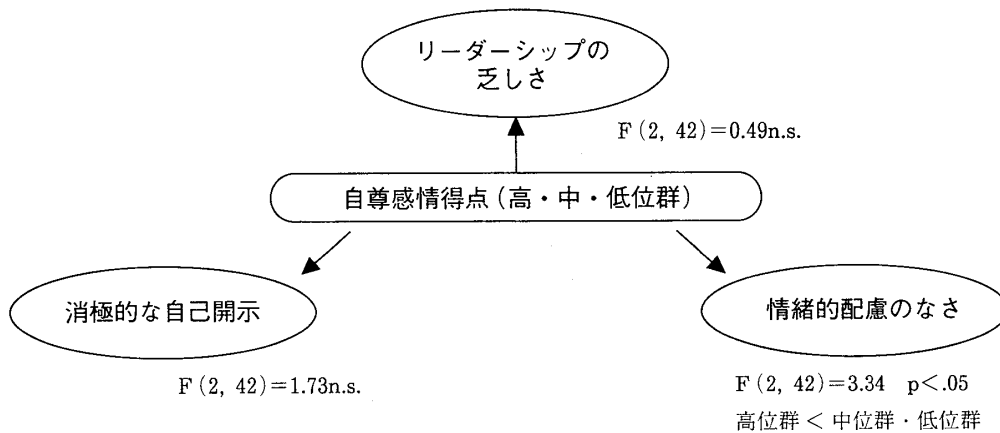 リーダーシップの
乏しさ
F (2, 42)=0.49n.s.
自尊感情得点(高・中・低位群)
消極的な自己開示
情緒的配慮のなさ
F (2, 42)=1.73n.s.
F (2, 42)=3.34 p<.05
高位群 < 中位群・低位群